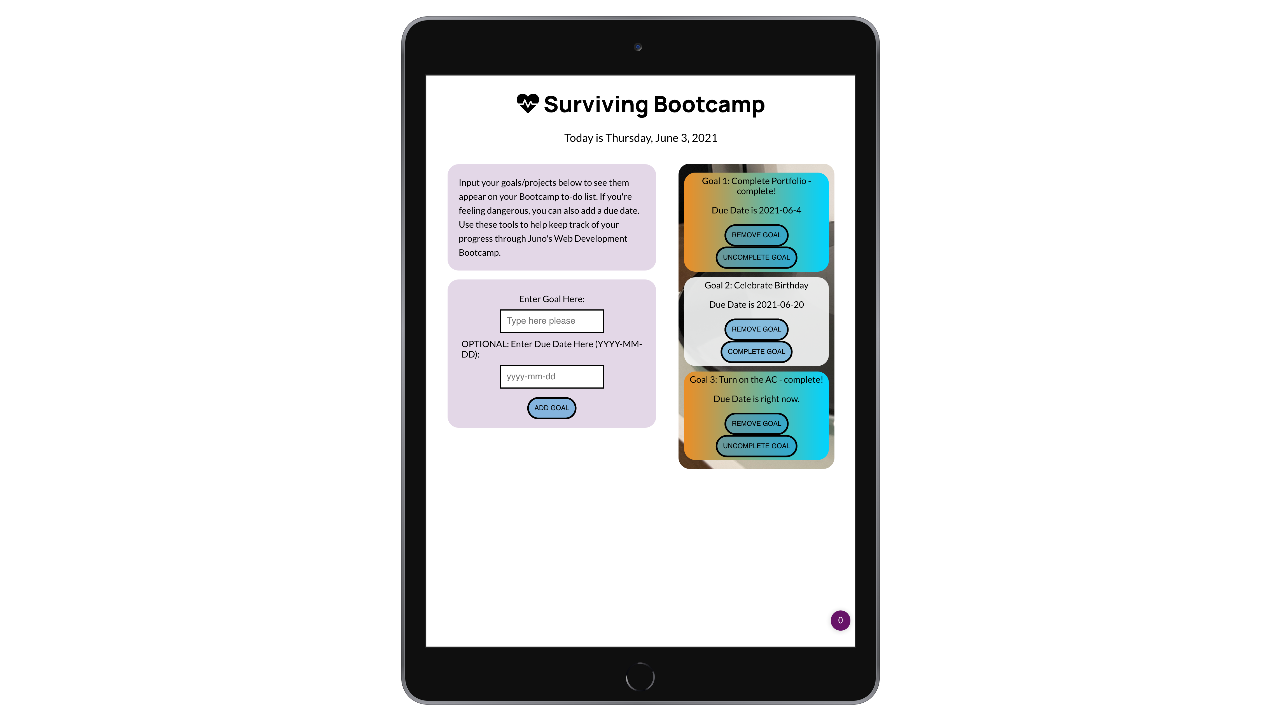 Surviving Bootcamp
Today is Thursday, June 3, 2021
Input your goals/projects below to see them
appear on your Bootcamp to-do list. If you're
feeling dangerous, you can also add a due date.
Use these tools to help keep track of your
progress through Juno's Web Development
Bootcamp.
Enter Goal Here:
Type here please
OPTIONAL: Enter Due Date Here (YYYY-MM-
DD):
yyyy-mm-dd
ADD GOAL
Goal 1: Complete Portfolio -
complete!
Due Date is 2021-06-4
REMOVE GOAL
UNCOMPLETE GOAL
Goal 2: Celebrate Birthday
Due Date is 2021-06-20
REMOVE GOAL
COMPLETE GOAL
Goal 3: Turn on the AC - complete!
Due Date is right now.
REMOVE GOAL
UNCOMPLETE GOAL
0